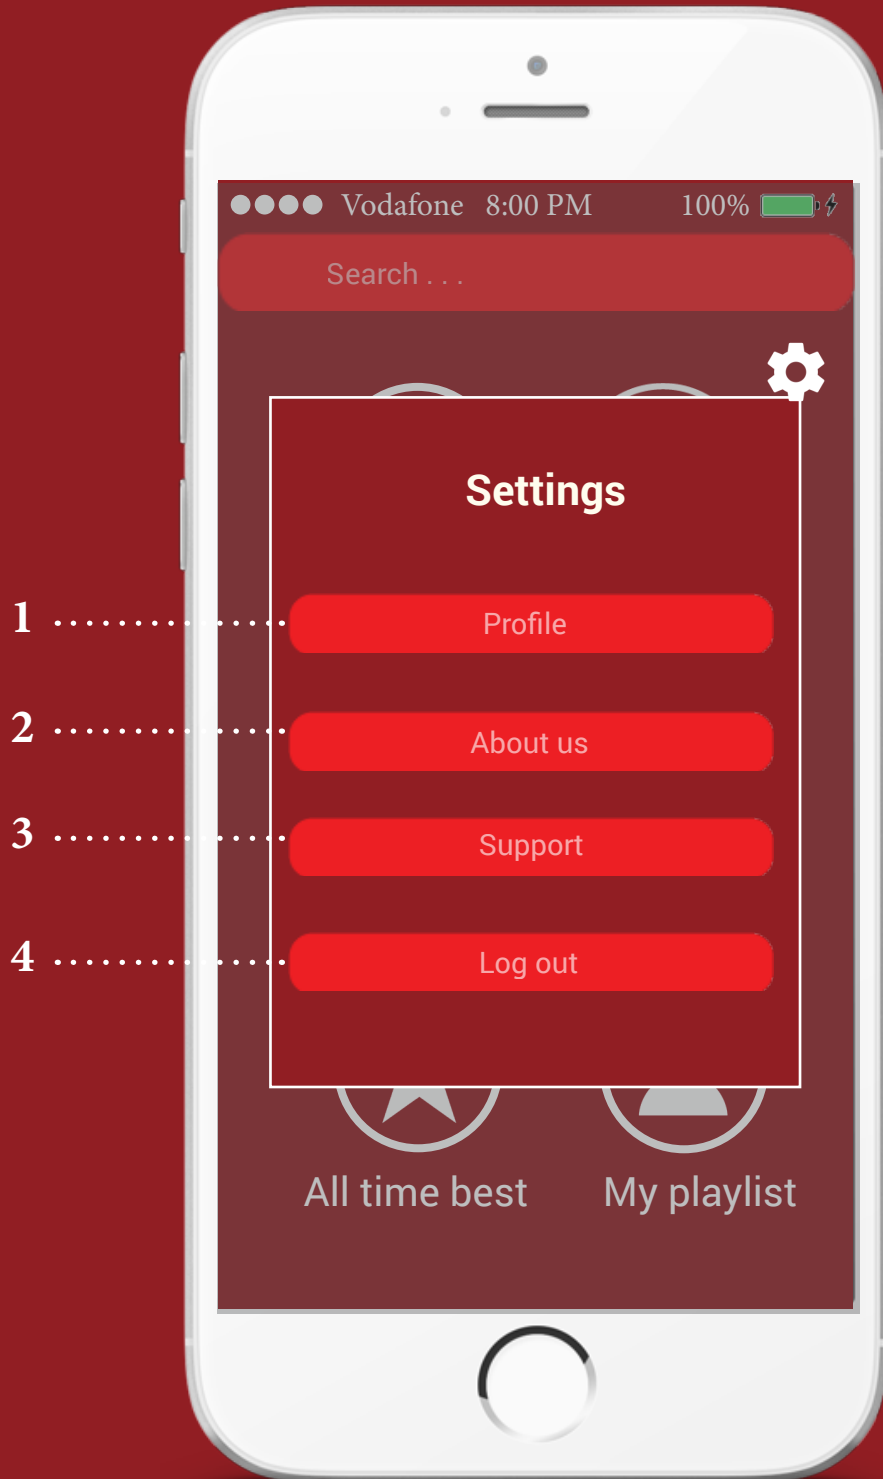 Vodafone 8:00 PM 100%
Search . . .
Settings
1 Profile
2 About us
3 Support
4 Log out
All time best My playlist